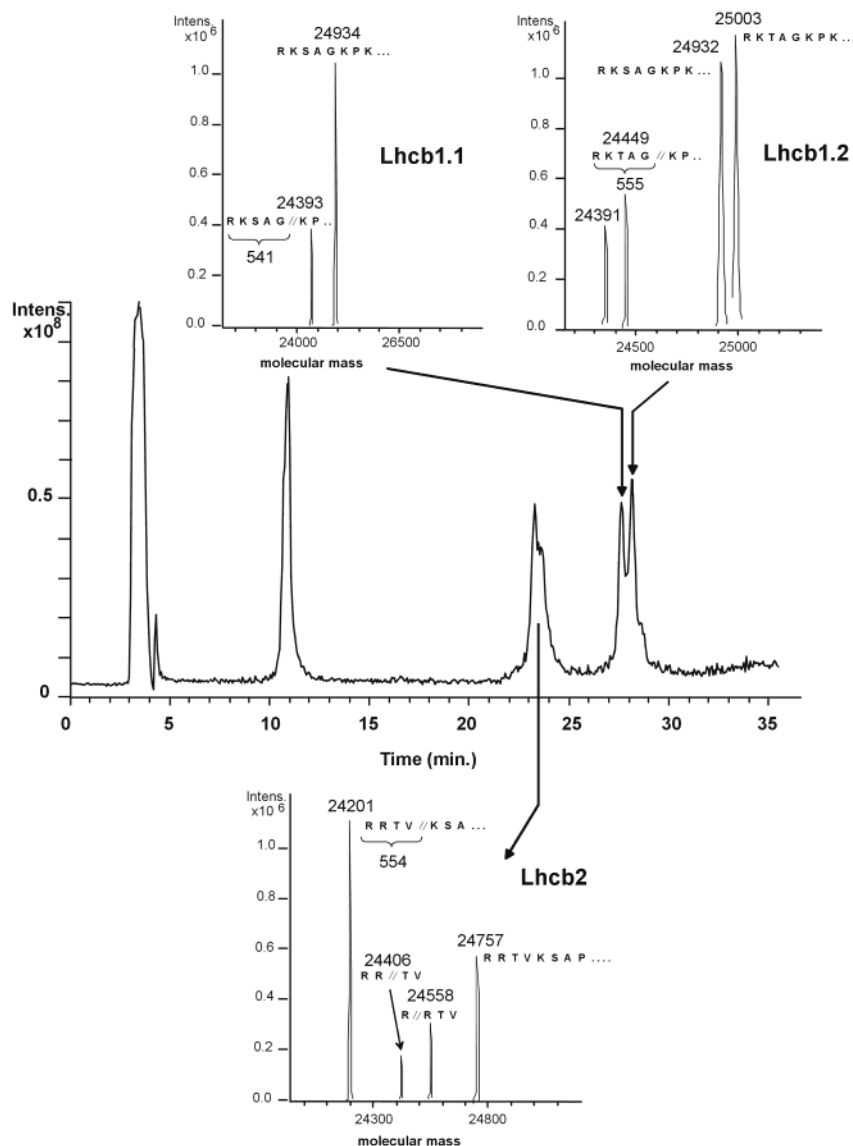 Intens.
x10 6
24934
R K S A G K P K ...
1.0
0.8
0.6
0.4
0.2
0.0
Lhcb1.1
24393
R K S A G // K P ..
541
24000
26500
molecular mass
Intens.
x10 6
25003
24932
R K T A G K P K ...
R K S A G K P K ...
1.0
0.8
0.6
0.4
0.2
0.0
24449
R K T A G // K P ..
555
24391
Lhcb1.2
24500
25000
molecular mass
Intens.
x10 8
0.5
0
0
5
10
15
20
25
30
35
Time (min.)
Intens.
x10 6
24201
R R T V // K S A ...
554
1.0
0.8
0.6
0.4
0.2
0.0
Lhcb2
24757
R R T V K S A P ....
24406
R R // T V
24558
R // R T V
24300
24800
molecular mass